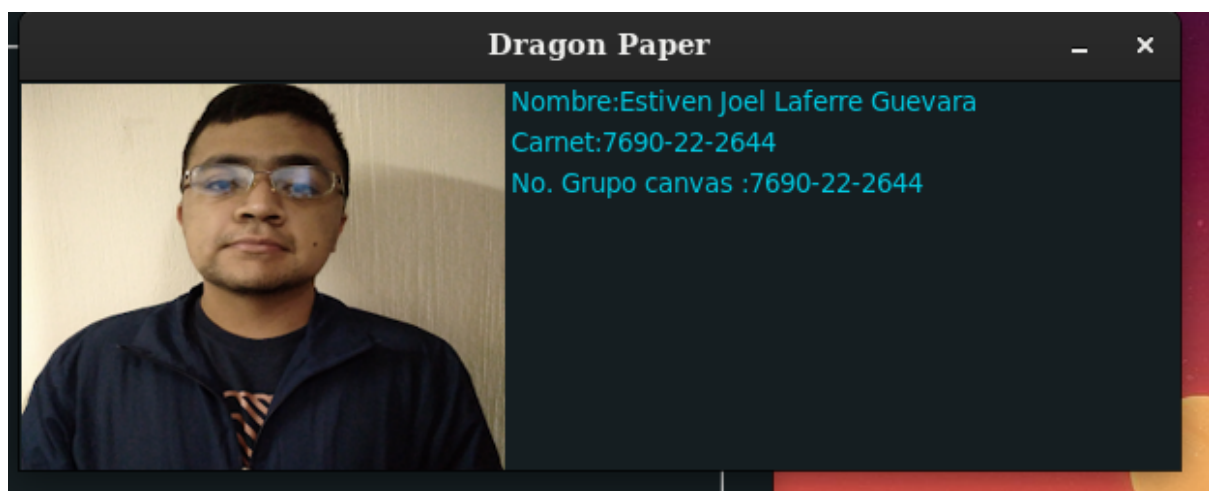 Dragon Paper
Nombre:Estiven Joel Laferre Guevara
Carnet:7690-22-2644
No. Grupo canvas :7690-22-2644